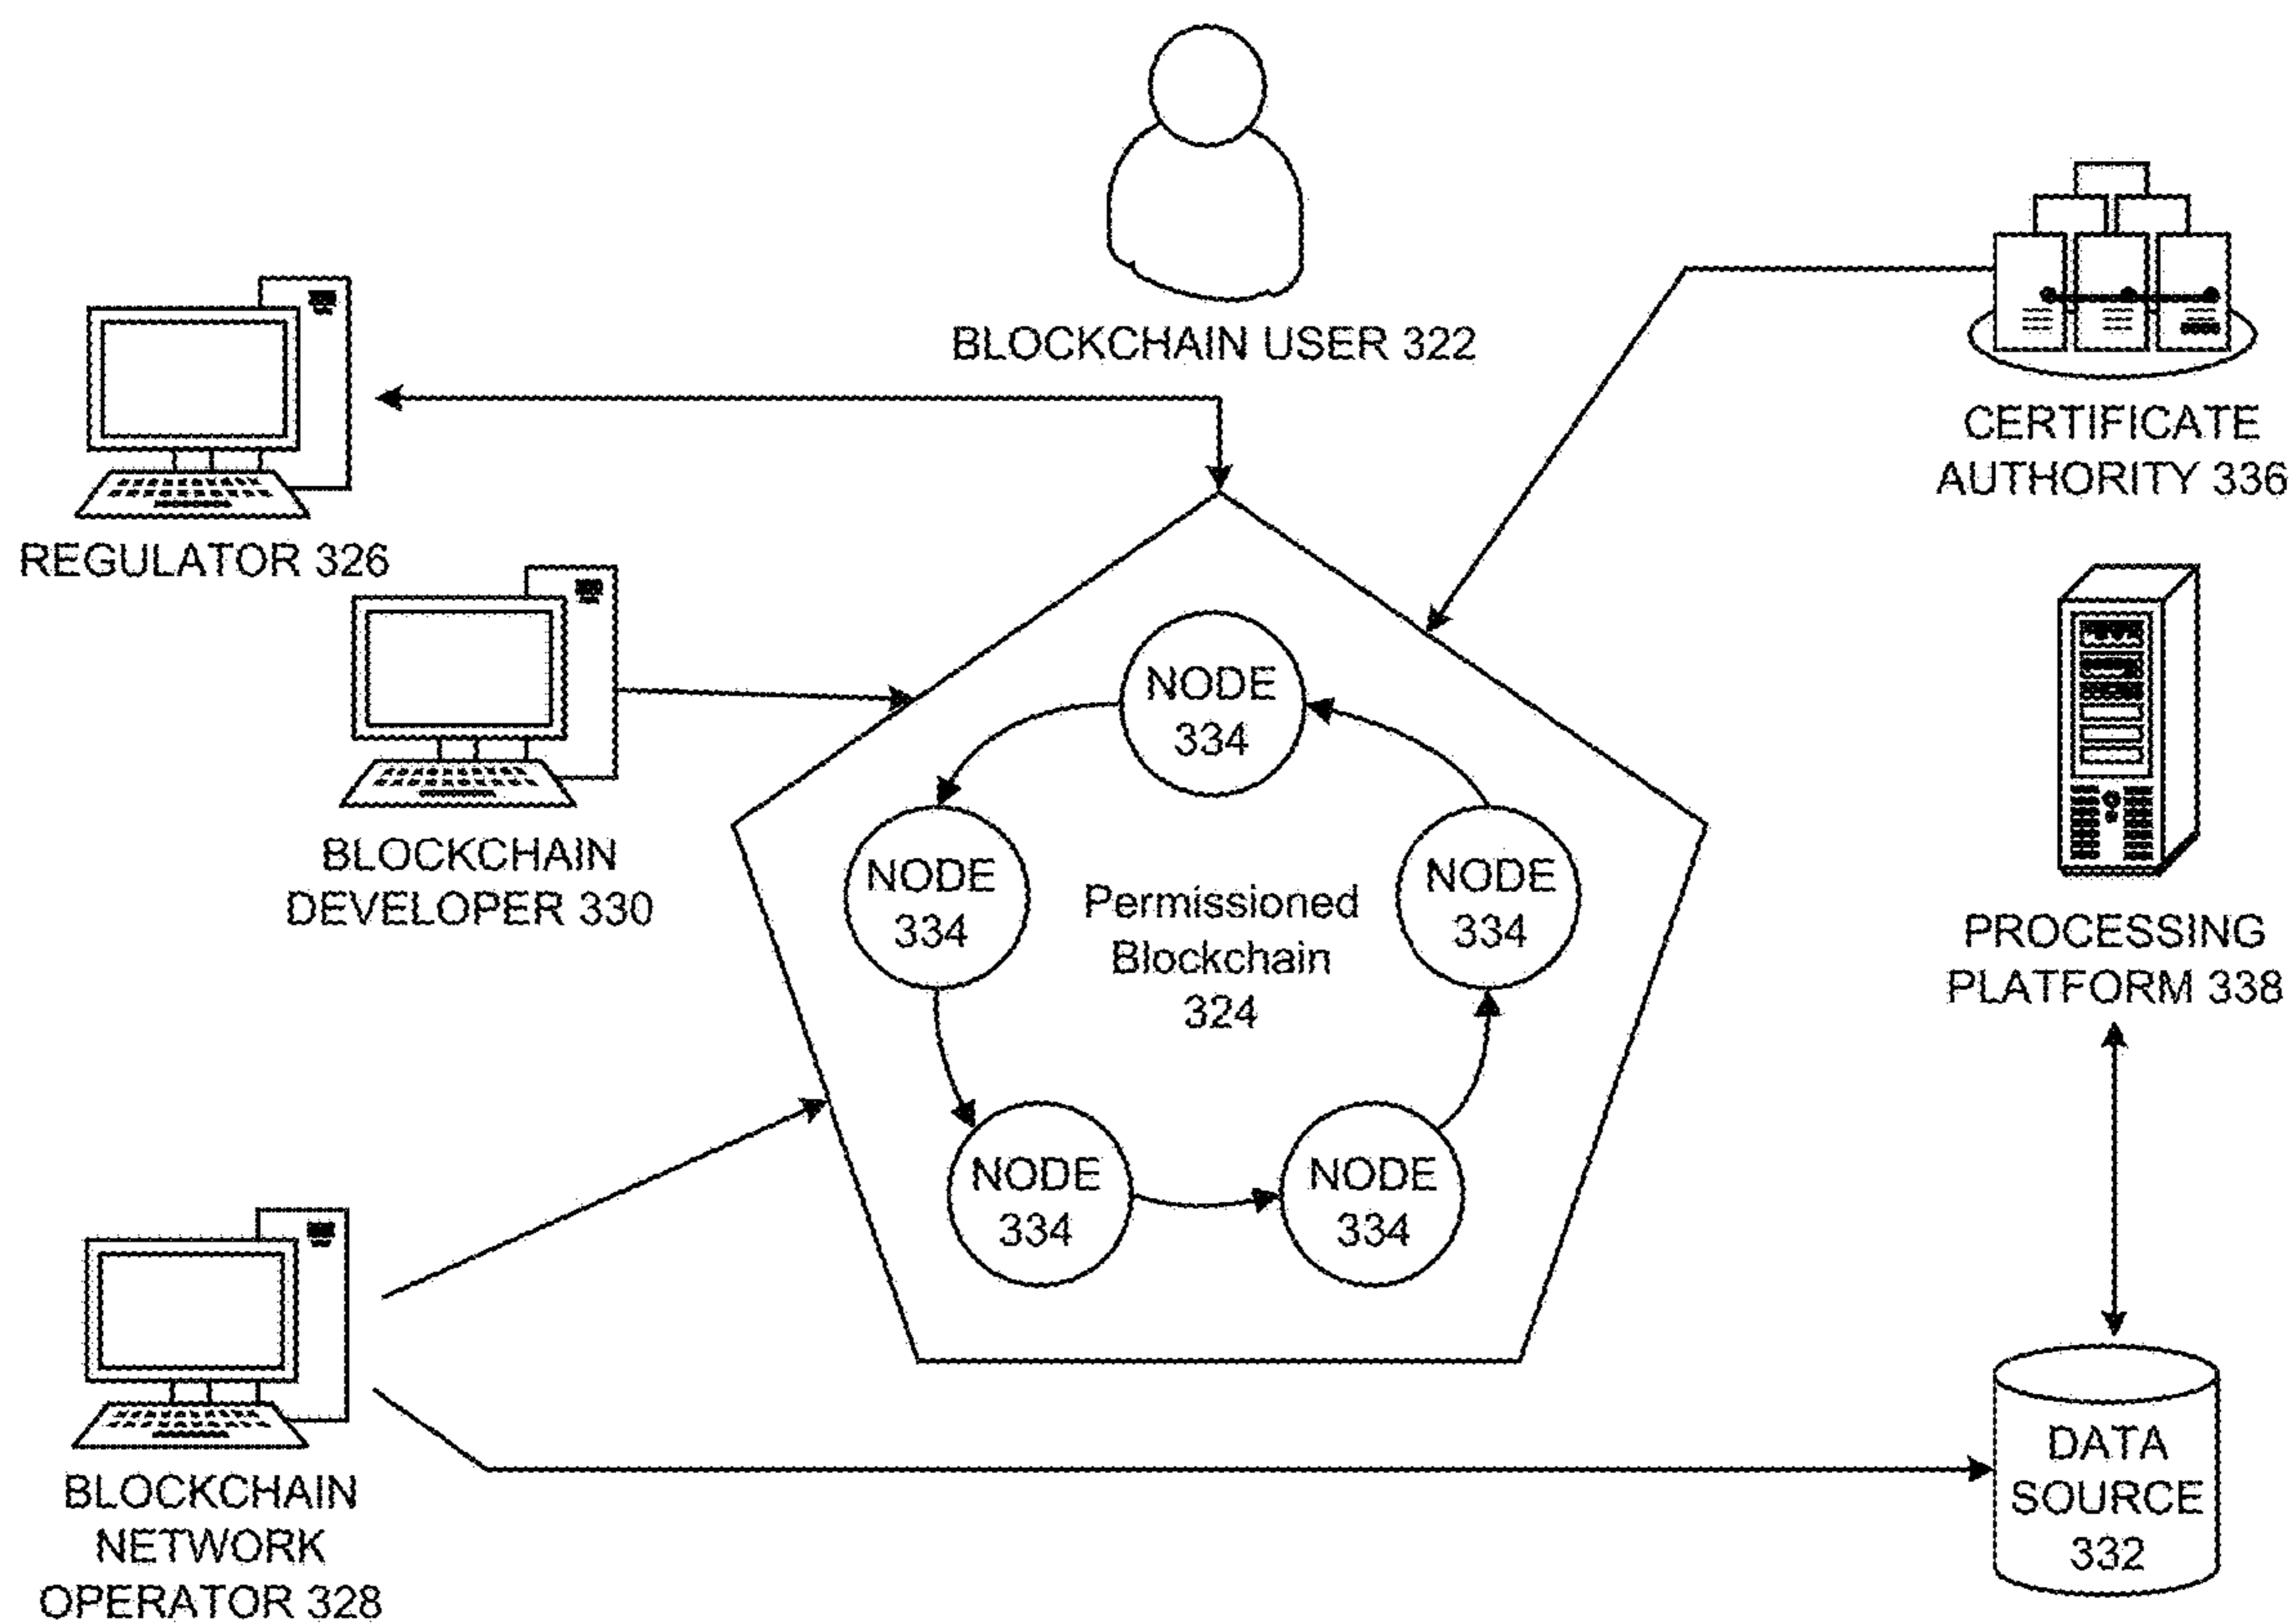 BLOCKCHAIN USER 322
CERTIFICATE
AUTHORITY 336
REGULATOR 326
BLOCKCHAIN
DEVELOPER 330
NODE
334
NODE
334
Permissioned
Blockchain
324
NODE
334
PROCESSING
PLATFORM 338
NODE
334
NODE
334
BLOCKCHAIN
NETWORK
OPERATOR 328
DATA
SOURCE
332